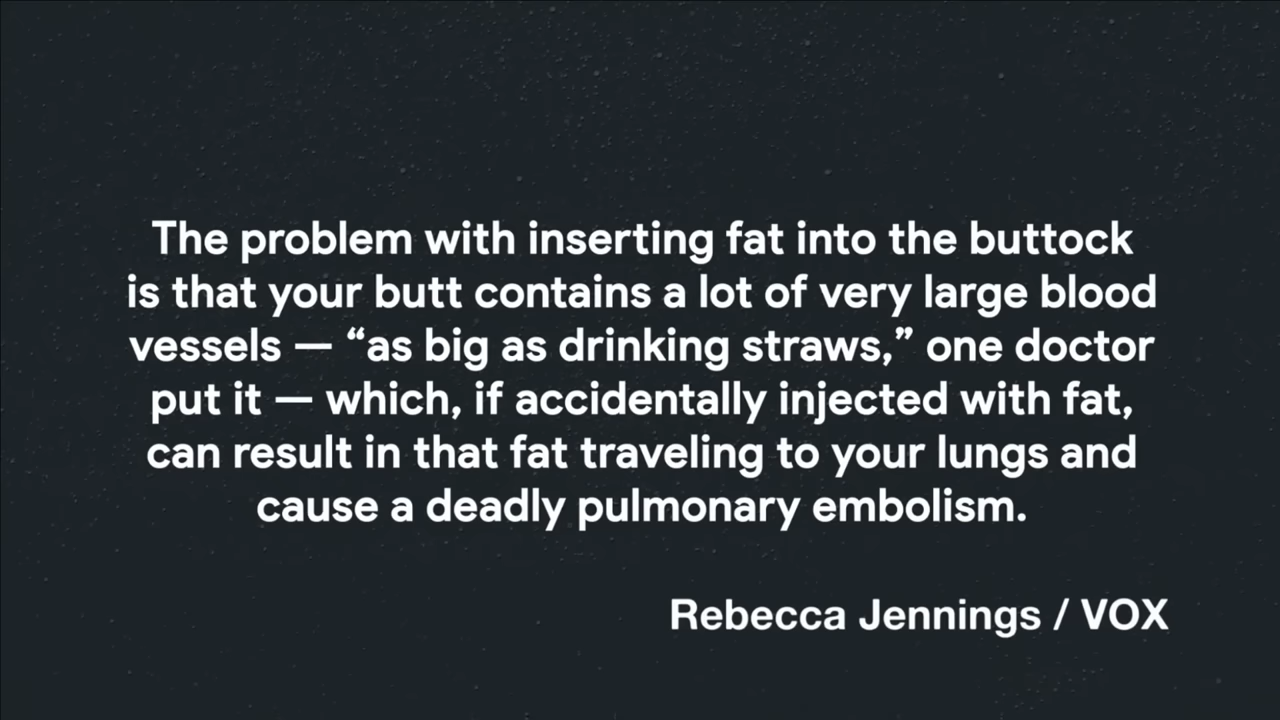 The problem with inserting fat into the buttock
is that your butt contains a lot of very large blood
vessels — “as big as drinking straws,” one doctor
put it — which, if accidentally injected with fat,
can result in that fat traveling to your lungs and
cause a deadly pulmonary embolism.
Rebecca Jennings / VOX